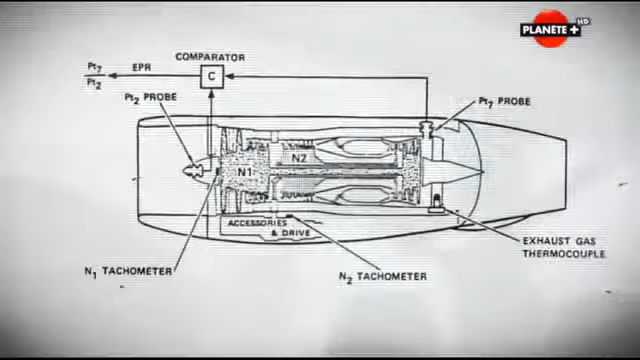 PLANETE+ HD
COMPARATOR
Pt7
Pt2
EPR
C
Pt2 PROBE
Pt7 PROBE
N1
N2
ACCESSORIES
& DRIVE
EXHAUST GAS
THERMOCOUPLE
N1 TACHOMETER
N2 TACHOMETER